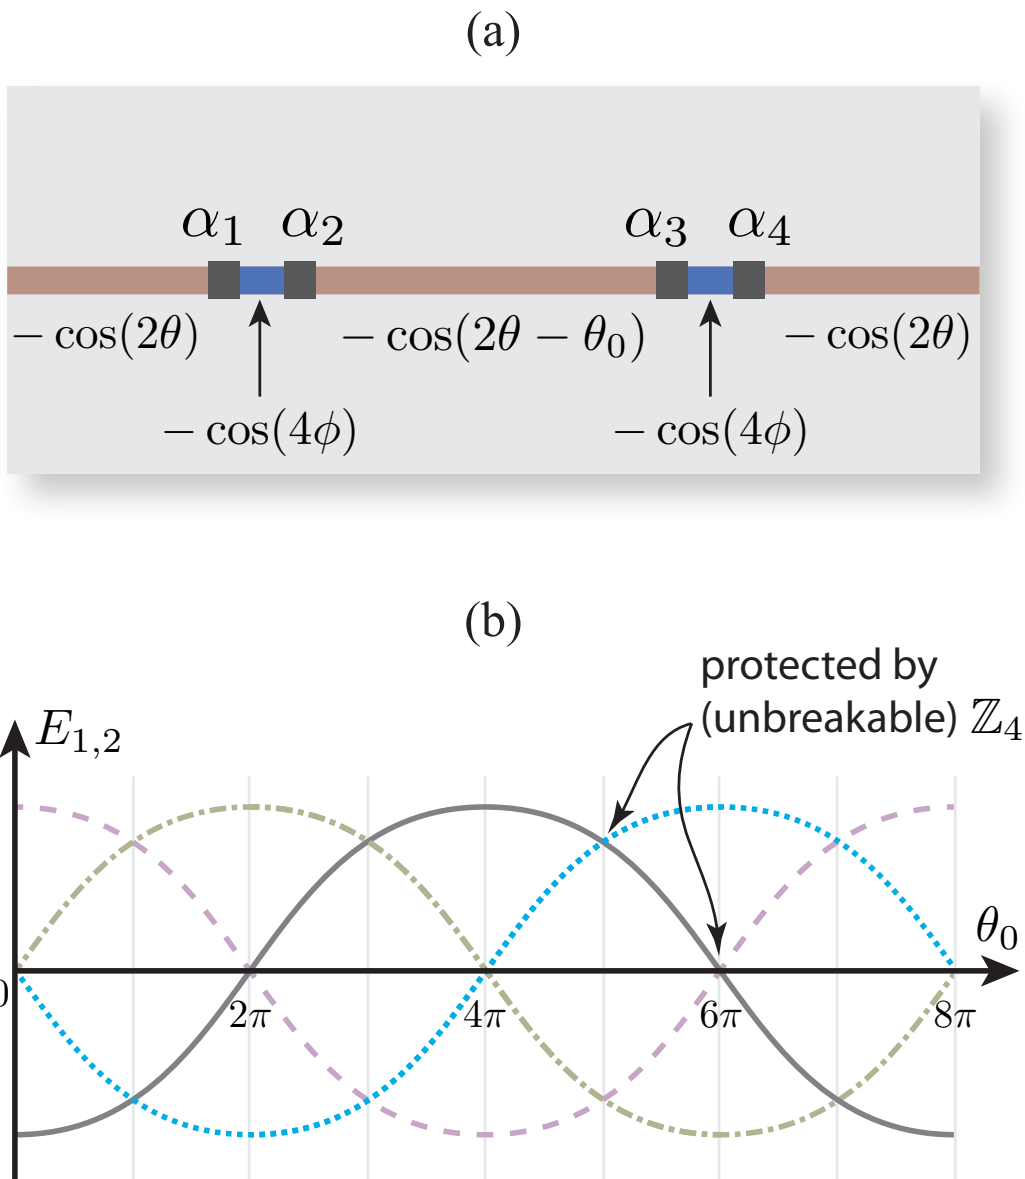 (a)
α₁ α₂ α₃ α₄
− cos(2θ) − cos(2θ − θ₀) − cos(2θ)
− cos(4ϕ) − cos(4ϕ)
(b)
protected by
(unbreakable) ℤ₄
E₁,₂
θ₀
0 2π 4π 6π 8π